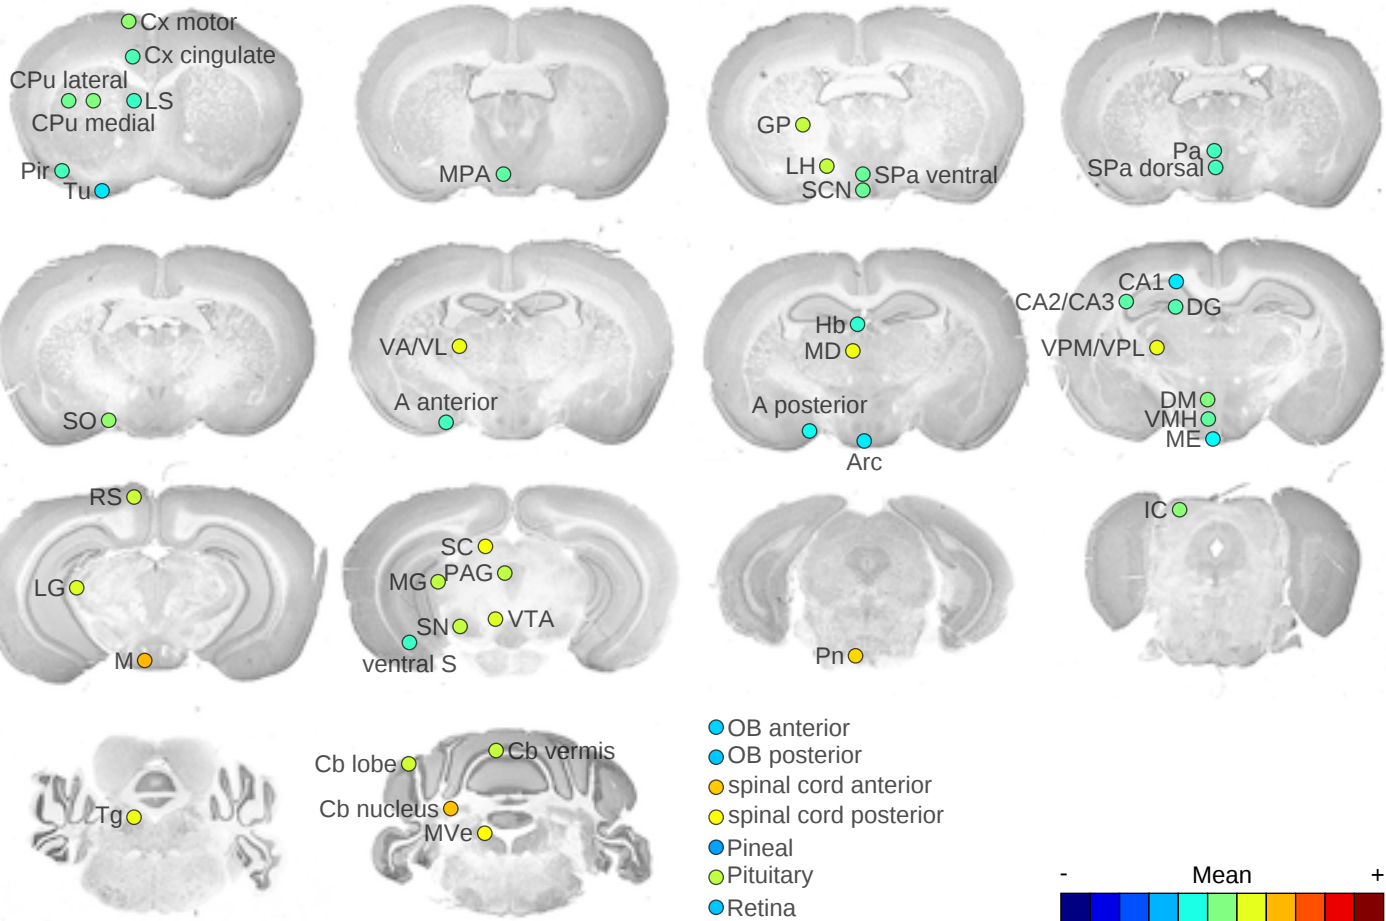 Cx motor
Cx cingulate
CPu lateral
LS
CPu medial
Pir
Tu
MPA
GP
LH
SPa ventral
SCN
Pa
SPa dorsal
SO
VA/VL
A anterior
Hb
MD
A posterior
Arc
CA1
CA2/CA3
DG
VPM/VPL
DM
VMH
ME
RS
LG
M
SC
PAG
MG
VTA
SN
ventral S
Pn
IC
Tg
Cb vermis
Cb lobe
Cb nucleus
MVe
OB anterior
OB posterior
spinal cord anterior
spinal cord posterior
Pineal
Pituitary
Retina
- Mean +